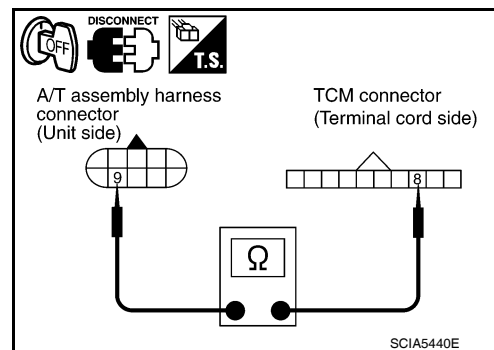 OFF
DISCONNECT
T.S.
A/T assembly harness
connector
(Unit side)
TCM connector
(Terminal cord side)
9
8
Ω
SCIA5440E